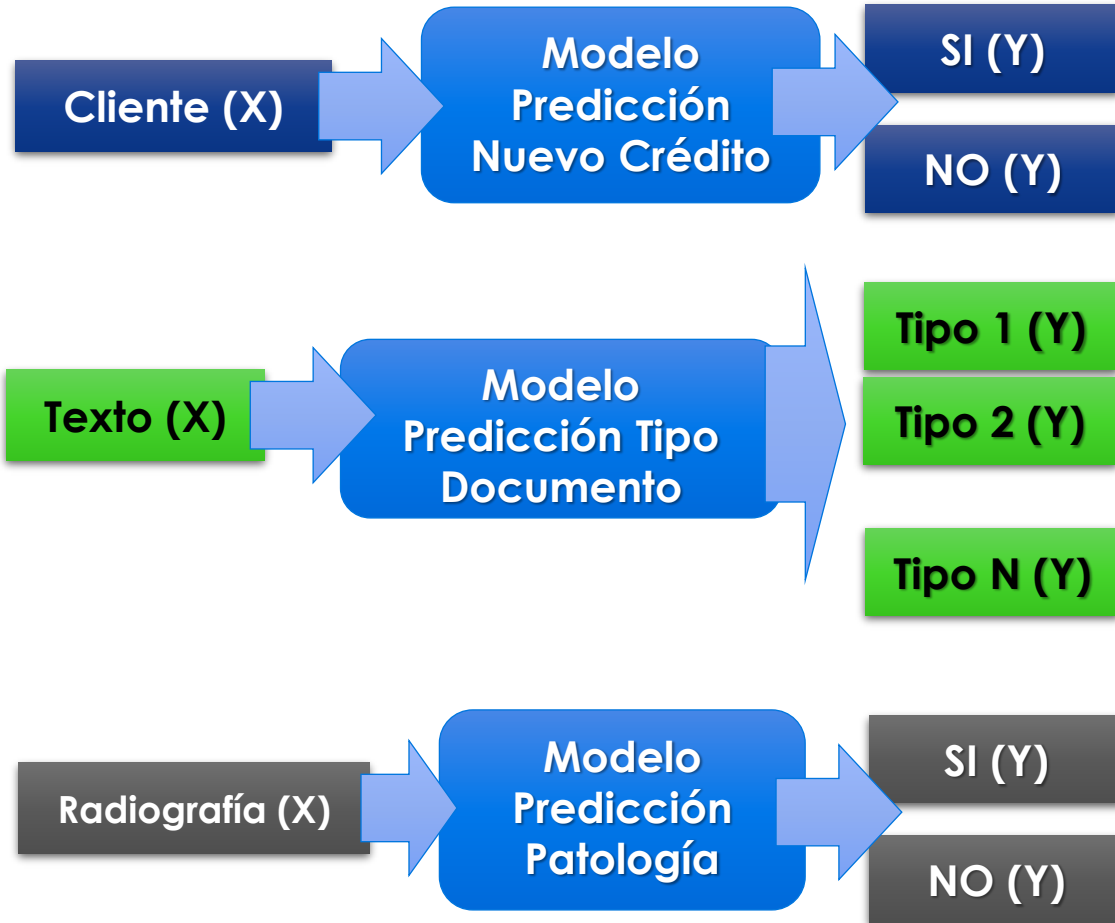 Cliente (X)
Modelo
Predicción
Nuevo Crédito
SI (Y)
NO (Y)
Texto (X)
Modelo
Predicción Tipo
Documento
Tipo 1 (Y)
Tipo 2 (Y)
Tipo N (Y)
Radiografía (X)
Modelo
Predicción
Patología
SI (Y)
NO (Y)